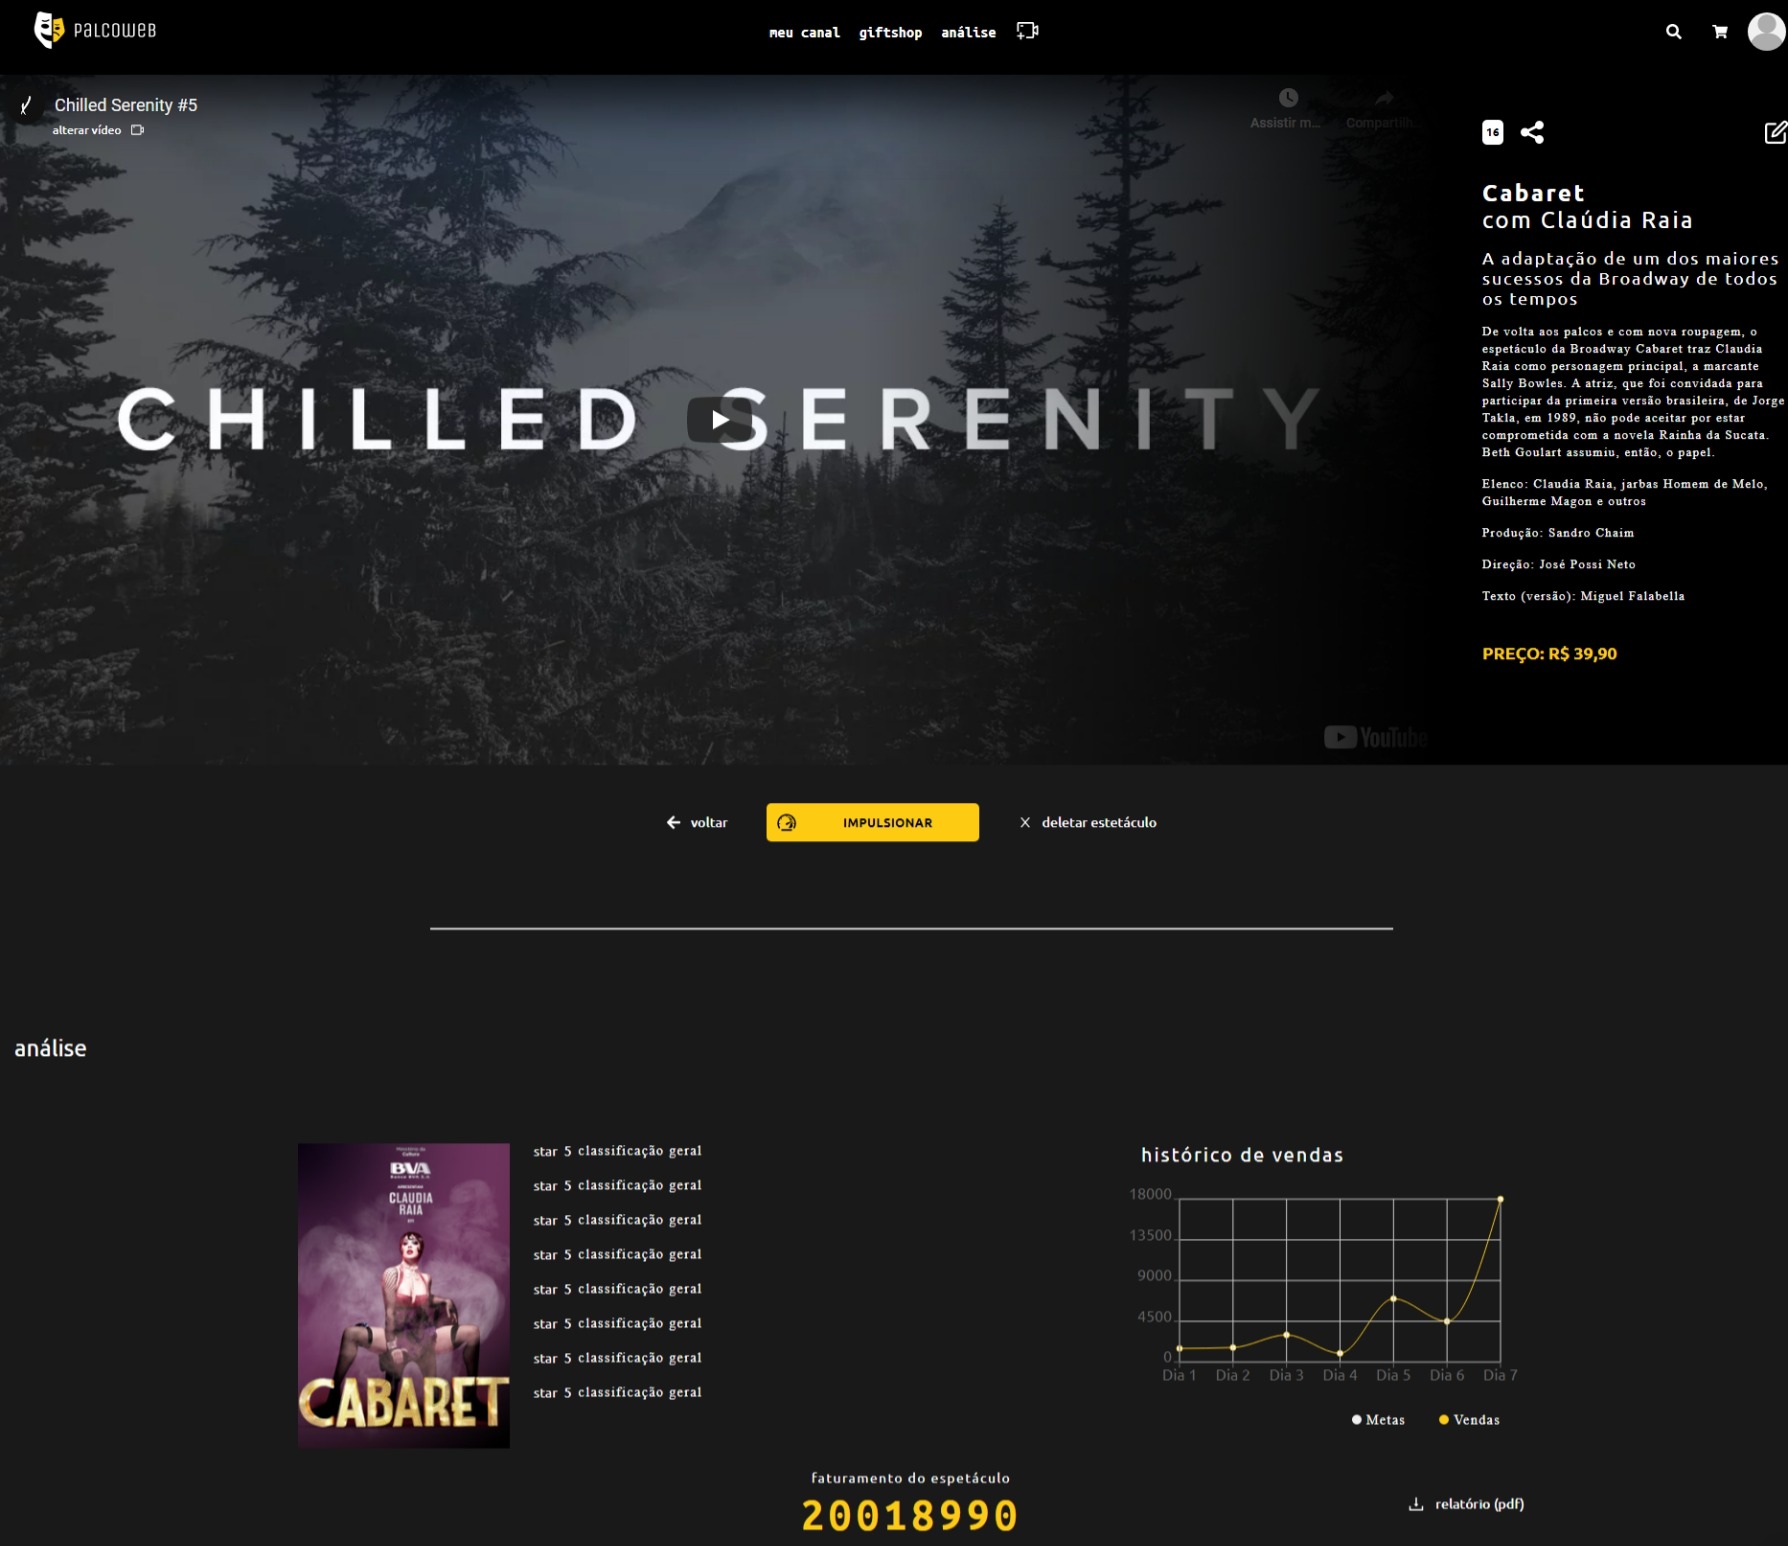 PALCOWEB
meu canal giftshop análise
Chilled Serenity #5
alterar vídeo
Assistir m...
Compartilh...
CHILLED SERENITY
YouTube
16
Cabaret
com Claúdia Raia
A adaptação de um dos maiores
sucessos da Broadway de todos
os tempos
De volta aos palcos e com nova roupagem, o
espetáculo da Broadway Cabaret traz Claudia
Raia como personagem principal, a marcante
Sally Bowles. A atriz, que foi convidada para
participar da primeira versão brasileira, de Jorge
Takla, em 1989, não pode aceitar por estar
comprometida com a novela Rainha da Sucata.
Beth Goulart assumiu, então, o papel.
Elenco: Claudia Raia, jarbas Homem de Melo,
Guilherme Magon e outros
Produção: Sandro Chaim
Direção: José Possi Neto
Texto (versão): Miguel Falabella
PREÇO: R$ 39,90
voltar
IMPULSIONAR
X deletar estetáculo
análise
BVA
CLAUDIA
RAIA
CABARET
star 5 classificação geral
star 5 classificação geral
star 5 classificação geral
star 5 classificação geral
star 5 classificação geral
star 5 classificação geral
star 5 classificação geral
star 5 classificação geral
histórico de vendas
18000
13500
9000
4500
0
Dia 1 Dia 2 Dia 3 Dia 4 Dia 5 Dia 6 Dia 7
Metas Vendas
faturamento do espetáculo
20018990
relatório (pdf)